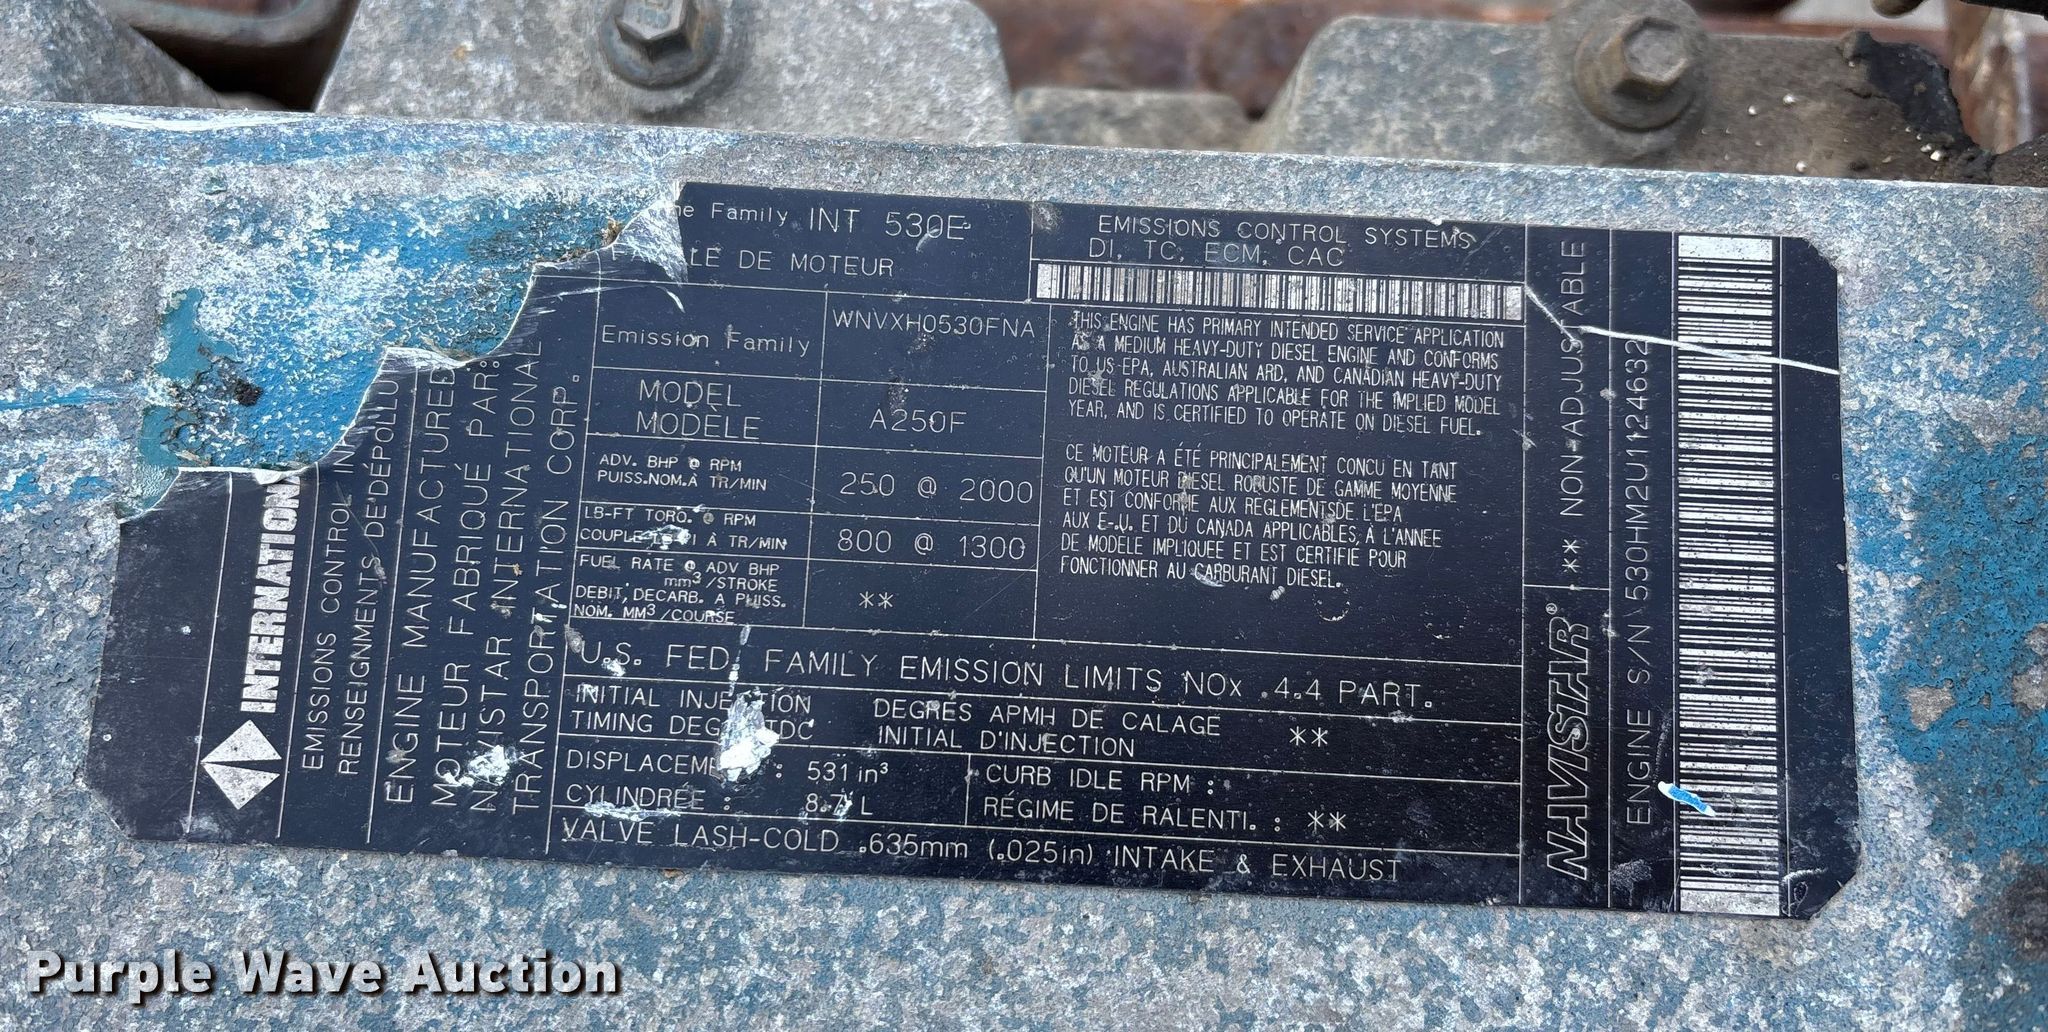 Family INT 530E
DE MOTEUR
EMISSIONS CONTROL SYSTEMS
DI, TC, ECM, CAC
Emission Family
WNVXH0530FNA
MODEL
MODÈLE
A250F
ADV. BHP @ RPM
PUISS.NOM.À TR/MIN
250 @ 2000
LB-FT TORQ. @ RPM
COUPLE À TR/MIN
800 @ 1300
FUEL RATE @ ADV BHP
mm³/STROKE
DEBIT, DECARB. A PUISS.
NOM. MM³/COURSE
**
THIS ENGINE HAS PRIMARY INTENDED SERVICE APPLICATION
AS A MEDIUM HEAVY-DUTY DIESEL ENGINE AND CONFORMS
TO US-EPA, AUSTRALIAN ARD, AND CANADIAN HEAVY-DUTY
DIESEL REGULATIONS APPLICABLE FOR THE IMPLIED MODEL
YEAR, AND IS CERTIFIED TO OPERATE ON DIESEL FUEL.
CE MOTEUR A ÉTÉ PRINCIPALEMENT CONCU EN TANT
QU'UN MOTEUR DIESEL ROBUSTE DE GAMME MOYENNE
ET EST CONFORME AUX REGLEMENTSDE L'EPA
AUX E-.U. ET DU CANADA APPLICABLES, À L'ANNEE
DE MODÈLE IMPLIQUEE ET EST CERTIFIÉ POUR
FONCTIONNER AU CARBURANT DIESEL.
U.S. FED. FAMILY EMISSION LIMITS NOx .4.4 PART.
INITIAL INJECTION
TIMING
DEGRÉS APMH DE CALAGE
INITIAL D'INJECTION
**
DISPLACEMENT : 531 in³
CYLINDRÉE : 8.7 L
CURB IDLE RPM :
RÉGIME DE RALENTI. : **
VALVE LASH-COLD .635mm (.025in) INTAKE & EXHAUST
INTERNATIONAL
EMISSIONS CONTROL
RENSEIGNMENTS DE'DÉPOLLU
ENGINE MANUFACTURED
MOTEUR FABRIQUÉ PAR:
NAVISTAR INTERNATIONAL
TRANSPORTATION CORP.
** NON-ADJUSTABLE
NAVISTAR®
ENGINE S/N 530HM2U1124632
Purple Wave Auction